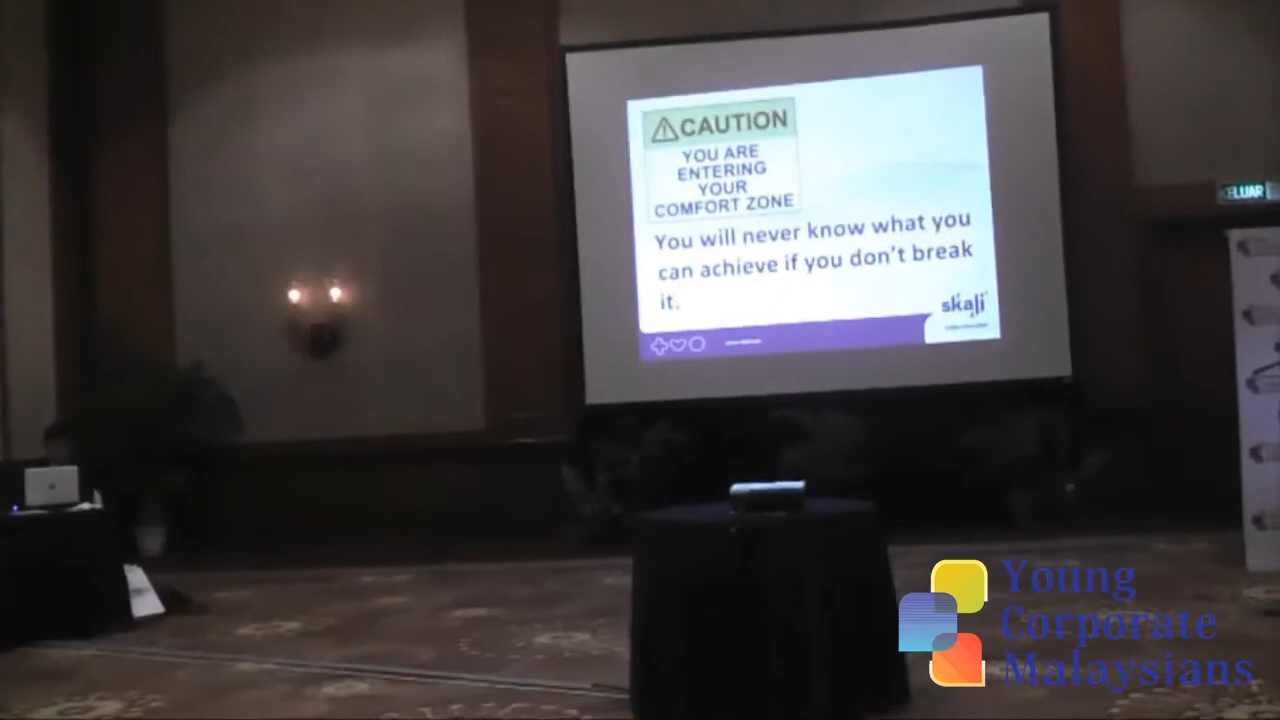 CAUTION
YOU ARE
ENTERING
YOUR
COMFORT ZONE
You will never know what you
can achieve if you don't break
it.
skali
KELUAR
Young
Corporate
Malaysians